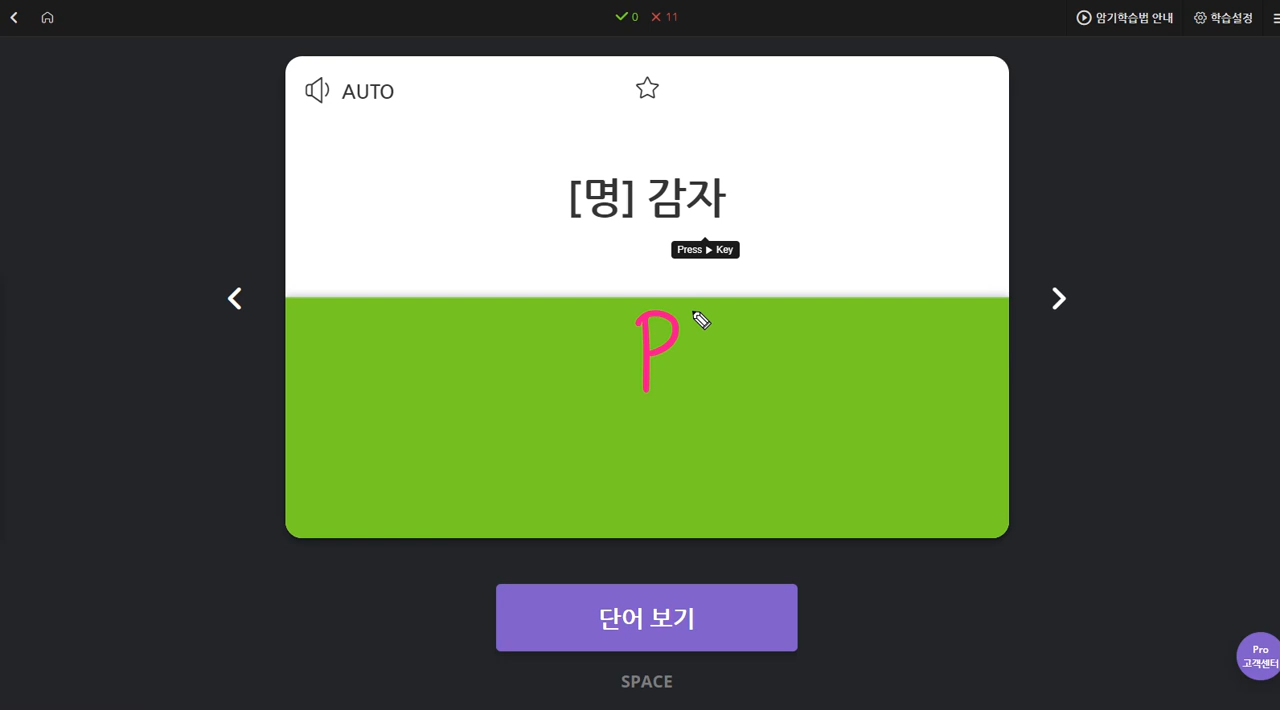 0 11 암기학습법 안내 학습설정
AUTO
[명] 감자
Press ▶ Key
P
단어 보기
SPACE
Pro
고객센터